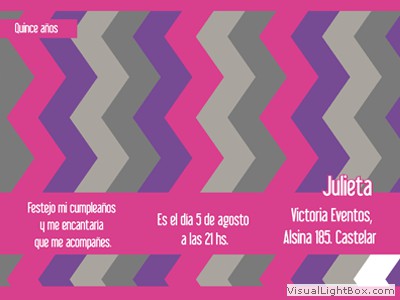 Quince años
Julieta
Festejo mi cumpleaños
y me encantaria
que me acompañes.
Es el día 5 de agosto
a las 21 hs.
Victoria Eventos,
Alsina 185. Castelar
VisualLightBox.com